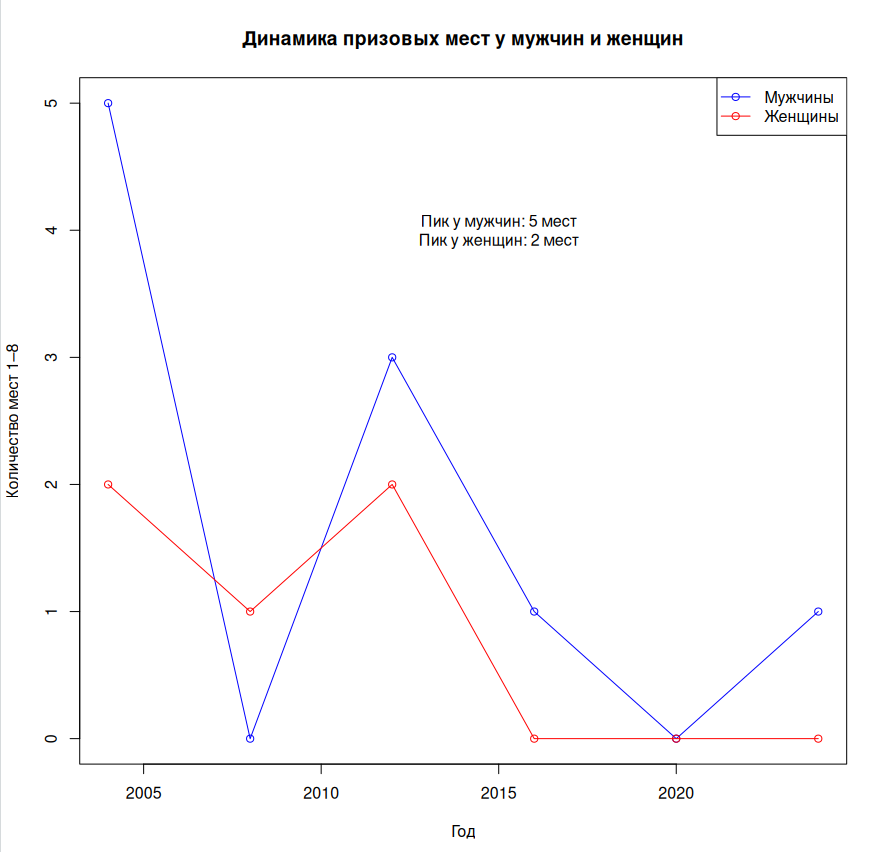 Динамика призовых мест у мужчин и женщин
Мужчины
Женщины
Пик у мужчин: 5 мест
Пик у женщин: 2 мест
Количество мест 1–8
5
4
3
2
1
0
2005
2010
2015
2020
Год